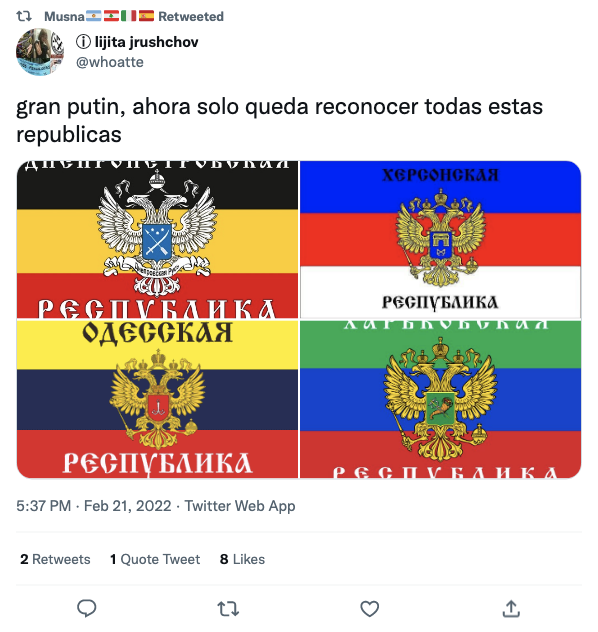 Musna🇦🇷🇱🇧🇮🇹🇪🇸 Retweeted
ⓘ lijita jrushchov
@whoatte
gran putin, ahora solo queda reconocer todas estas
republicas
ДНЕПРОПЕТРОВСКАЯ
РЕСПУБЛИКА
ХЕРСОНСКАЯ
РЕСПУБЛИКА
ОДЕССКАЯ
РЕСПУБЛИКА
ХАРЬКОВСКАЯ
РЕСПУБЛИКА
5:37 PM · Feb 21, 2022 · Twitter Web App
2 Retweets 1 Quote Tweet 8 Likes